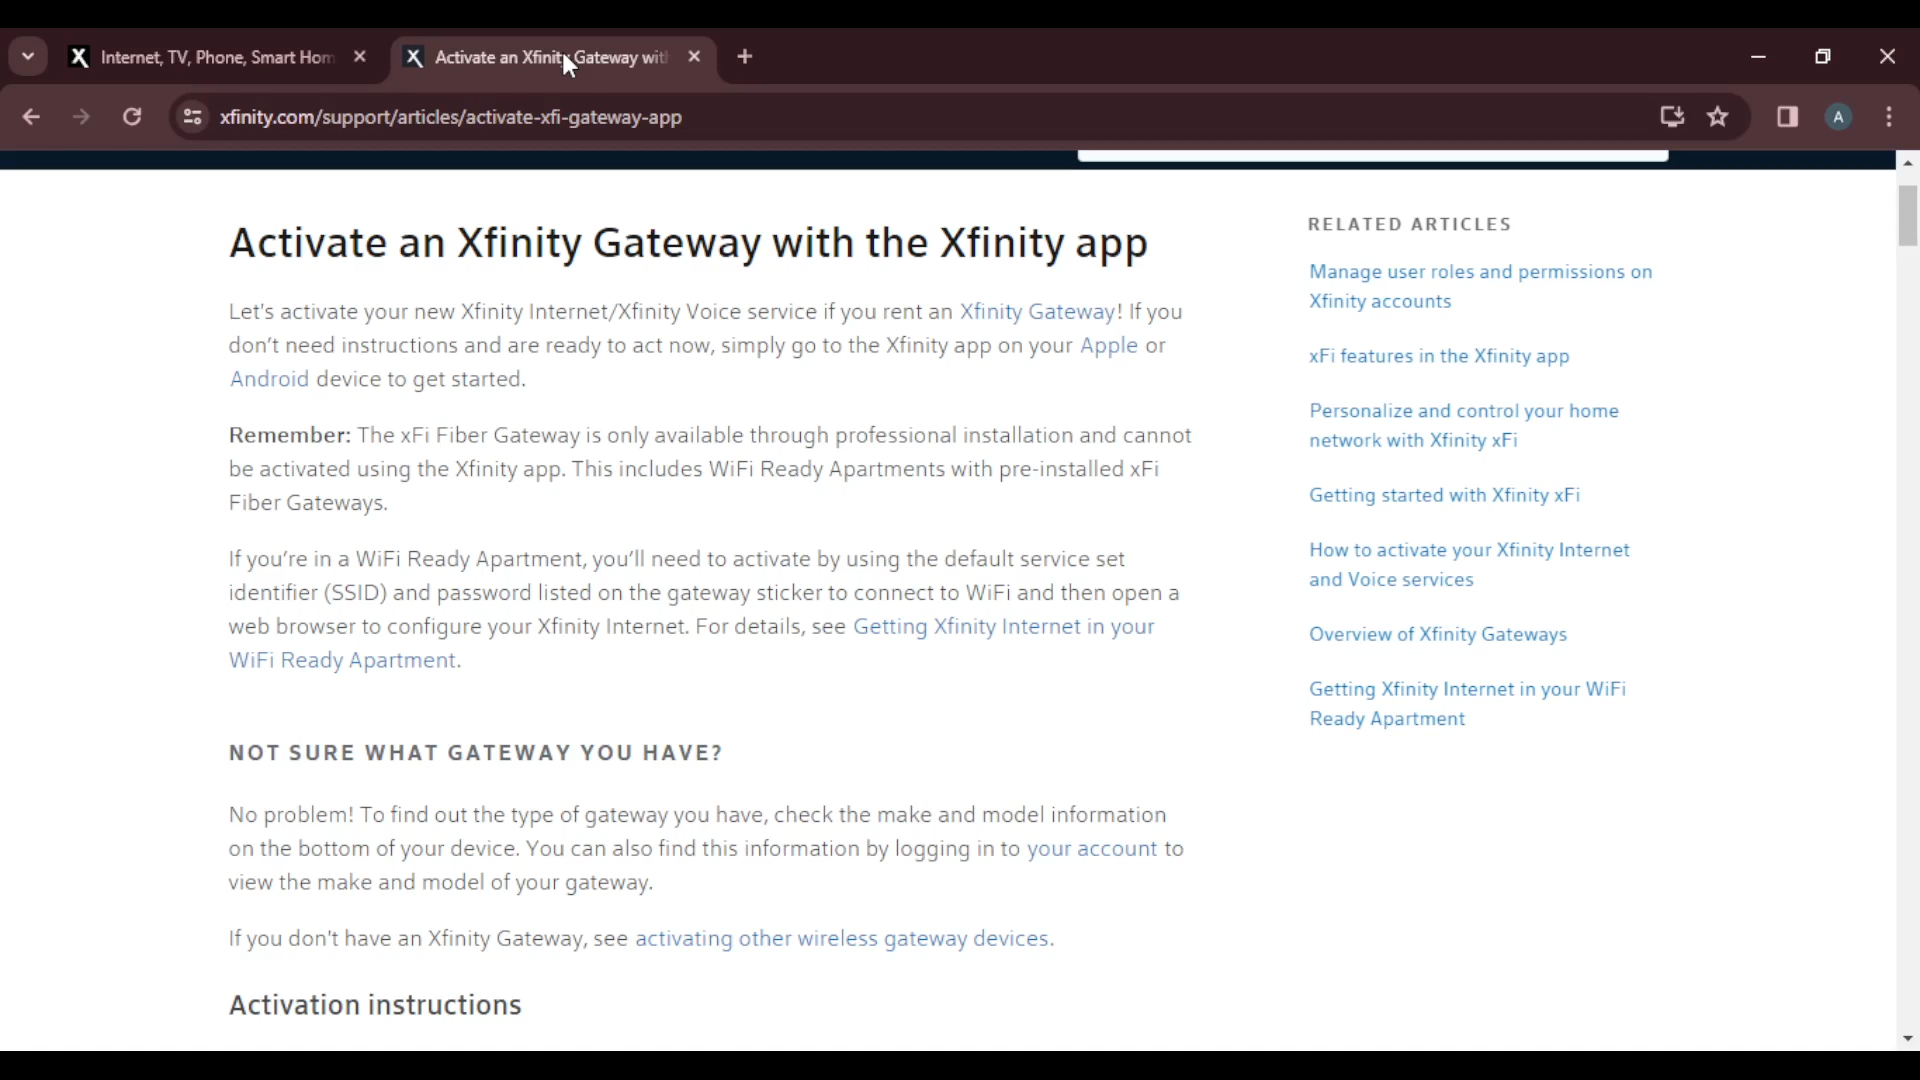 Internet, TV, Phone, Smart Hom
Activate an Xfinity Gateway with
xfinity.com/support/articles/activate-xfi-gateway-app
A
Activate an Xfinity Gateway with the Xfinity app
Let's activate your new Xfinity Internet/Xfinity Voice service if you rent an Xfinity Gateway! If you
don't need instructions and are ready to act now, simply go to the Xfinity app on your Apple or
Android device to get started.
Remember: The xFi Fiber Gateway is only available through professional installation and cannot
be activated using the Xfinity app. This includes WiFi Ready Apartments with pre-installed xFi
Fiber Gateways.
If you're in a WiFi Ready Apartment, you'll need to activate by using the default service set
identifier (SSID) and password listed on the gateway sticker to connect to WiFi and then open a
web browser to configure your Xfinity Internet. For details, see Getting Xfinity Internet in your
WiFi Ready Apartment.
NOT SURE WHAT GATEWAY YOU HAVE?
No problem! To find out the type of gateway you have, check the make and model information
on the bottom of your device. You can also find this information by logging in to your account to
view the make and model of your gateway.
If you don't have an Xfinity Gateway, see activating other wireless gateway devices.
Activation instructions
RELATED ARTICLES
Manage user roles and permissions on
Xfinity accounts
xFi features in the Xfinity app
Personalize and control your home
network with Xfinity xFi
Getting started with Xfinity xFi
How to activate your Xfinity Internet
and Voice services
Overview of Xfinity Gateways
Getting Xfinity Internet in your WiFi
Ready Apartment